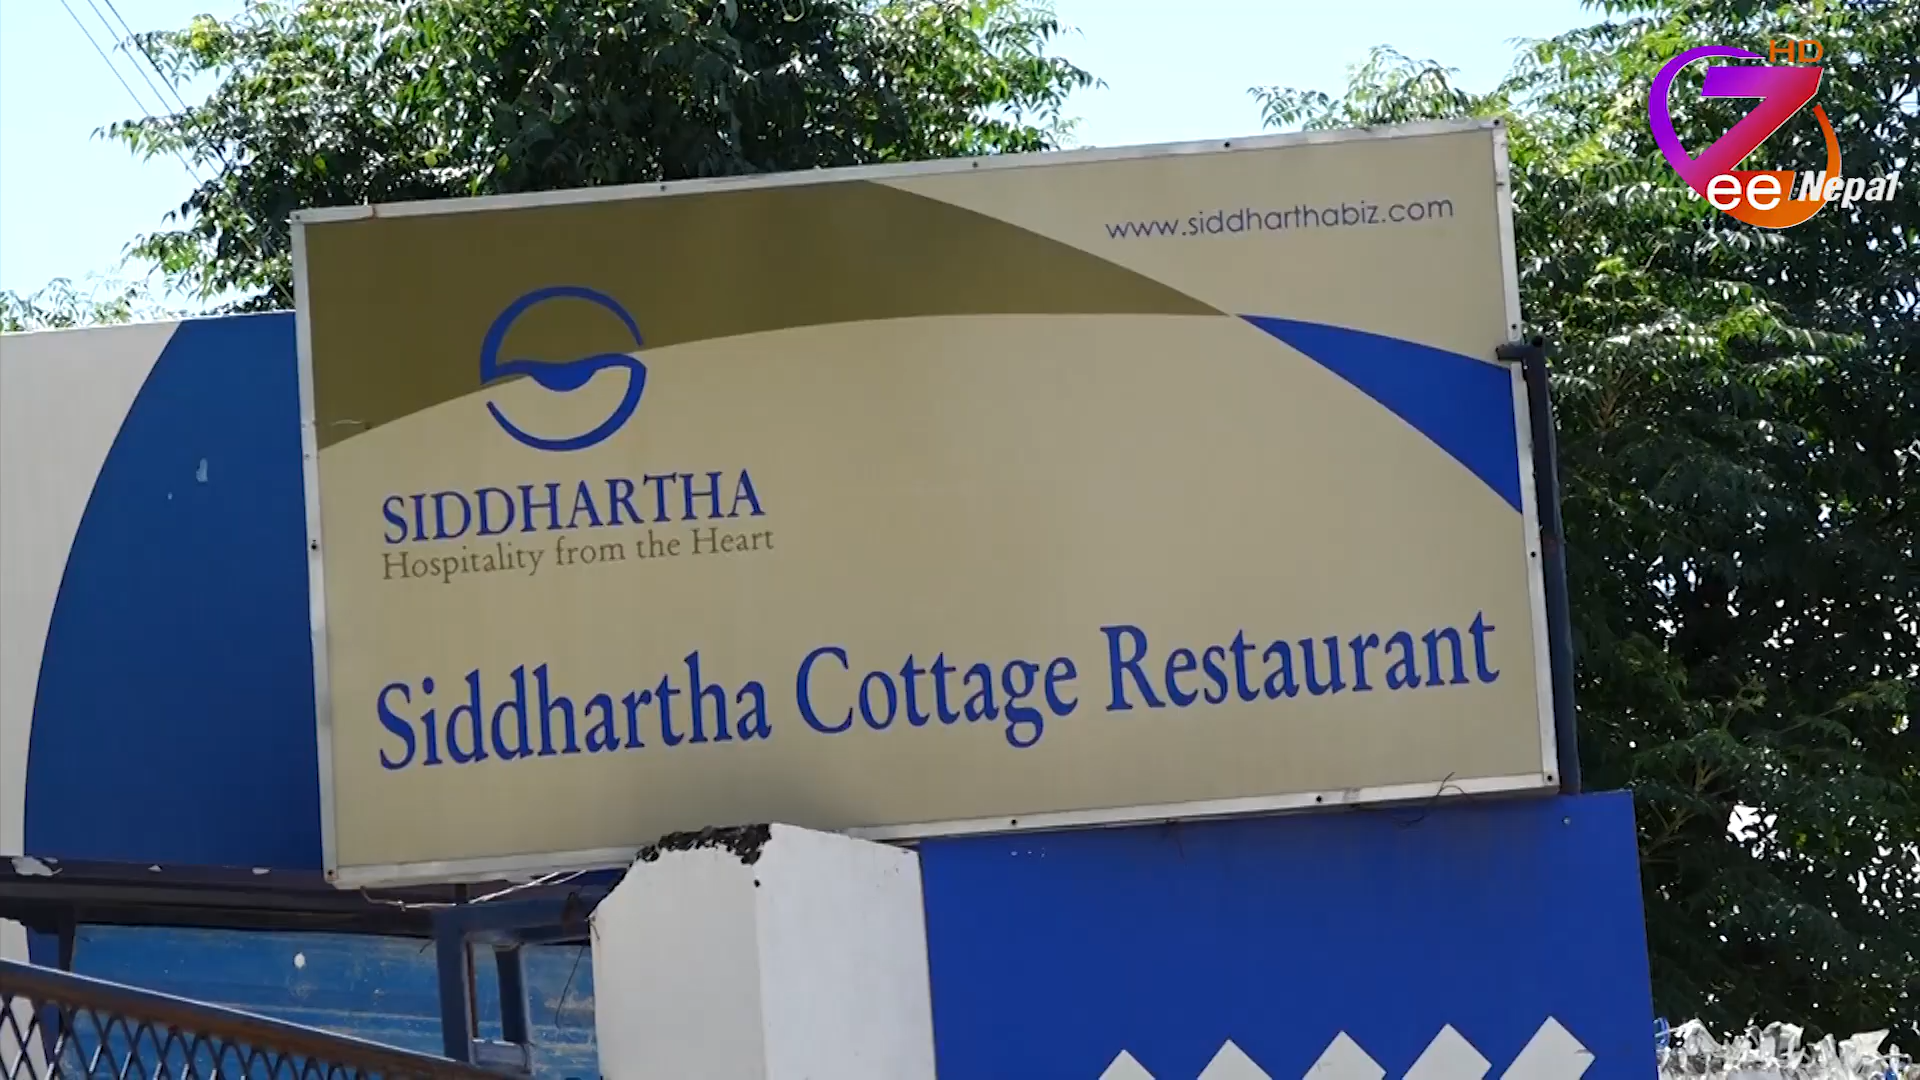 HD
Zee Nepal
www.siddharthabiz.com
SIDDHARTHA
Hospitality from the Heart
Siddhartha Cottage Restaurant